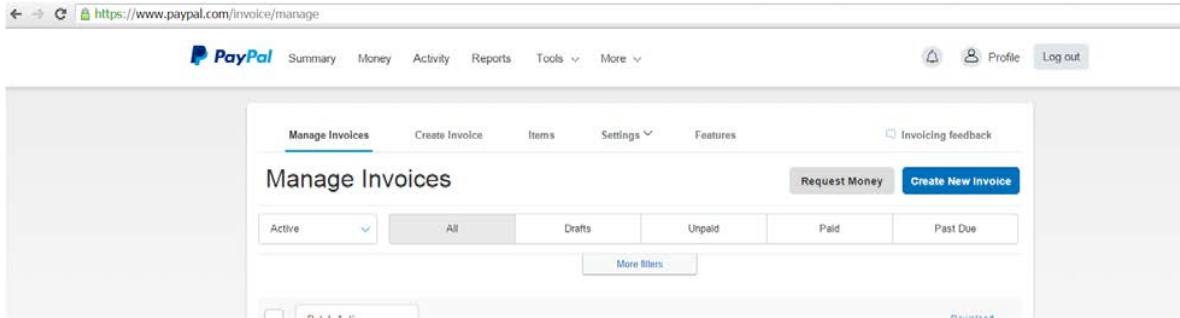 https://www.paypal.com/invoice/manage
PayPal Summary Money Activity Reports Tools More Profile Log out
Manage Invoices Create Invoice Items Settings Features Invoicing feedback
Manage Invoices Request Money Create New Invoice
Active All Drafts Unpaid Paid Past Due
More filters